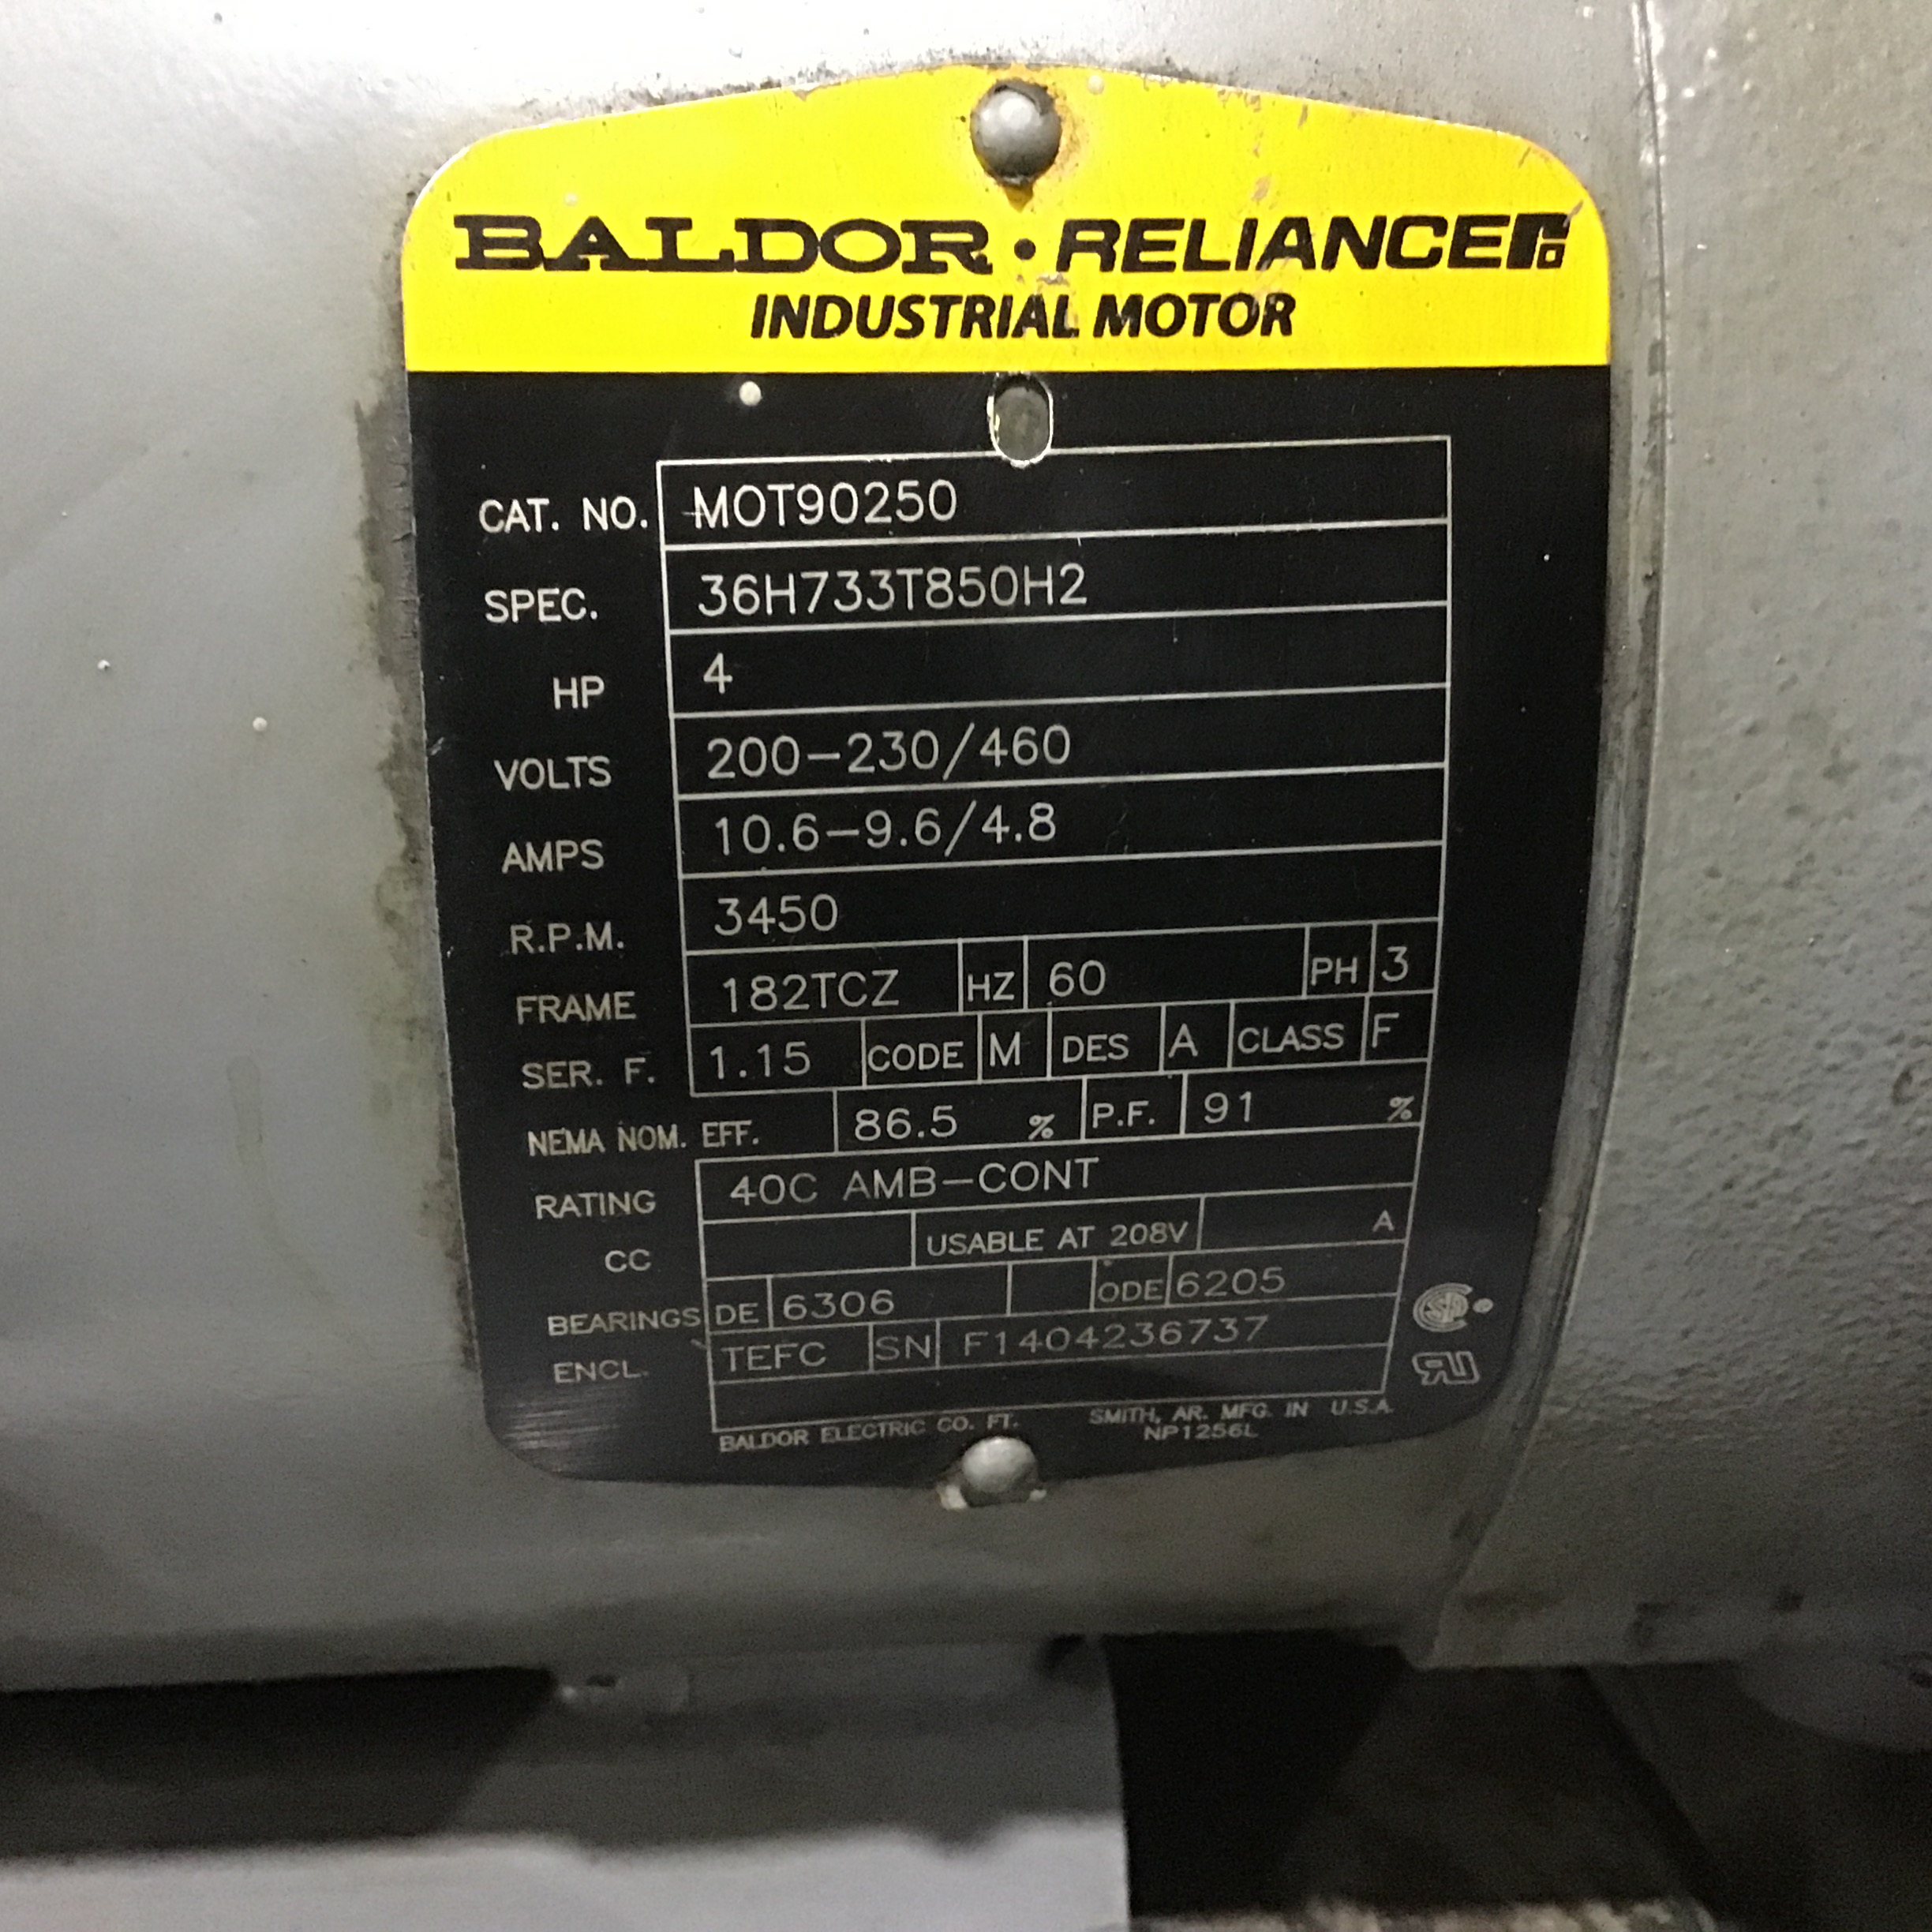 BALDOR • RELIANCE
INDUSTRIAL MOTOR
CAT. NO. MOT90250
SPEC. 36H733T850H2
HP 4
VOLTS 200-230/460
AMPS 10.6-9.6/4.8
R.P.M. 3450
FRAME 182TCZ HZ 60 PH 3
SER. F. 1.15 CODE M DES A CLASS F
NEMA NOM. EFF. 86.5 % P.F. 91 %
RATING 40C AMB-CONT
CC USABLE AT 208V A
BEARINGS DE 6306 ODE 6205
ENCL. TEFC SN F1404236737
BALDOR ELECTRIC CO. FT. SMITH, AR. MFG. IN U.S.A.
NP1256L